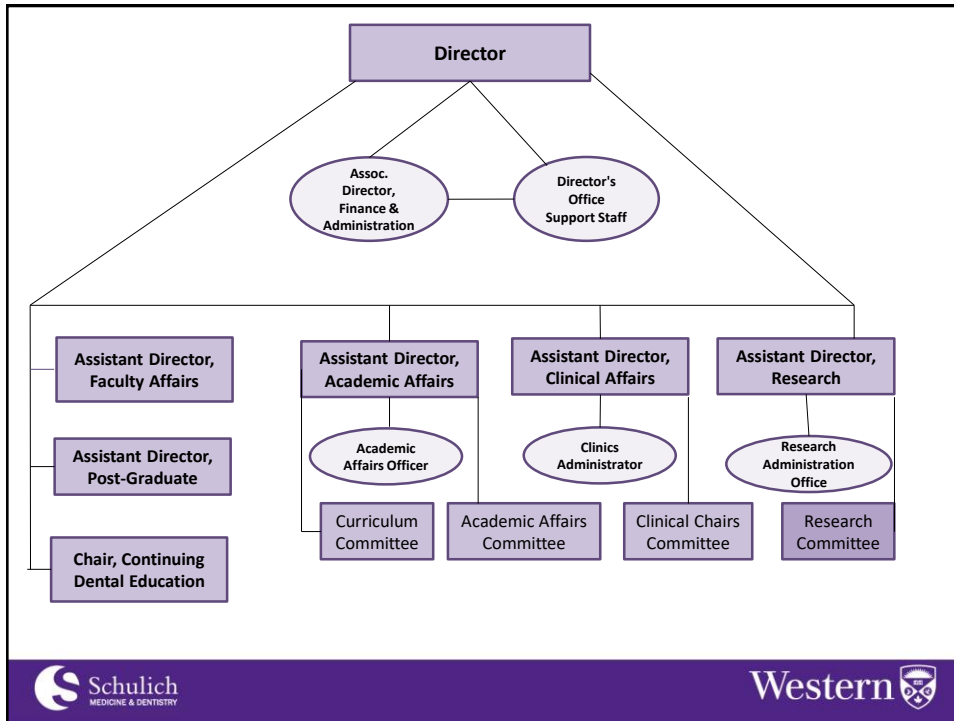 Director
Assoc.
Director,
Finance &
Administration
Director's
Office
Support Staff
Assistant Director,
Faculty Affairs
Assistant Director,
Academic Affairs
Assistant Director,
Clinical Affairs
Assistant Director,
Research
Academic
Affairs Officer
Clinics
Administrator
Research
Administration
Office
Assistant Director,
Post-Graduate
Curriculum
Committee
Academic Affairs
Committee
Clinical Chairs
Committee
Research
Committee
Chair, Continuing
Dental Education
Schulich
MEDICINE & DENTISTRY
Western